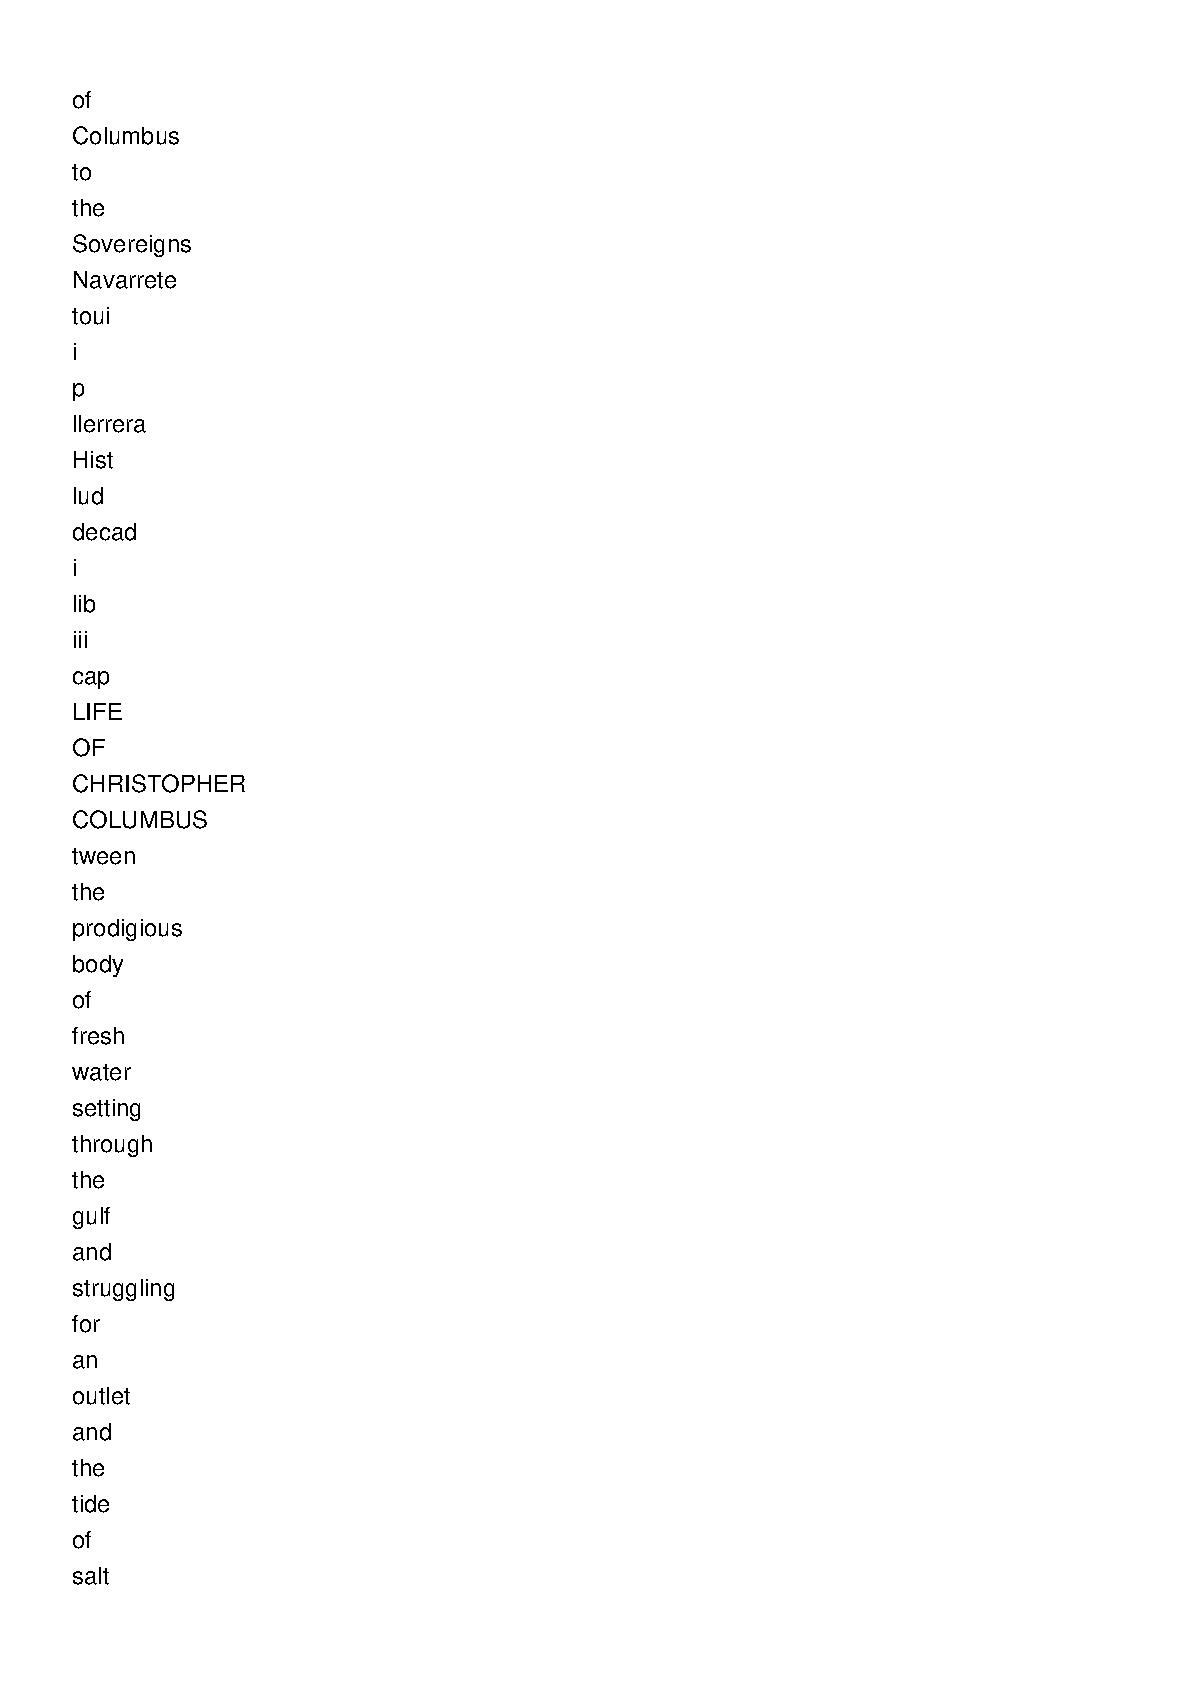 of
Columbus
to
the
Sovereigns
Navarrete
toui
i
p
llerrera
Hist
lud
decad
i
lib
iii
cap
LIFE
OF
CHRISTOPHER
COLUMBUS
tween
the
prodigious
body
of
fresh
water
setting
through
the
gulf
and
struggling
for
an
outlet
and
the
tide
of
salt